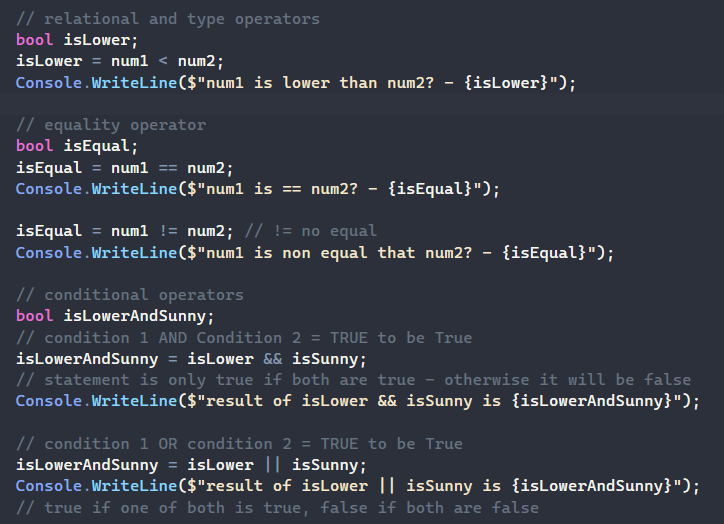 // relational and type operators
bool isLower;
isLower = num1 < num2;
Console.WriteLine($"num1 is lower than num2? - {isLower}");
// equality operator
bool isEqual;
isEqual = num1 == num2;
Console.WriteLine($"num1 is == num2? - {isEqual}");
isEqual = num1 != num2; // != no equal
Console.WriteLine($"num1 is non equal that num2? - {isEqual}");
// conditional operators
bool isLowerAndSunny;
// condition 1 AND Condition 2 = TRUE to be True
isLowerAndSunny = isLower && isSunny;
// statement is only true if both are true - otherwise it will be false
Console.WriteLine($"result of isLower && isSunny is {isLowerAndSunny}");
// condition 1 OR condition 2 = TRUE to be True
isLowerAndSunny = isLower || isSunny;
Console.WriteLine($"result of isLower || isSunny is {isLowerAndSunny}");
// true if one of both is true, false if both are false